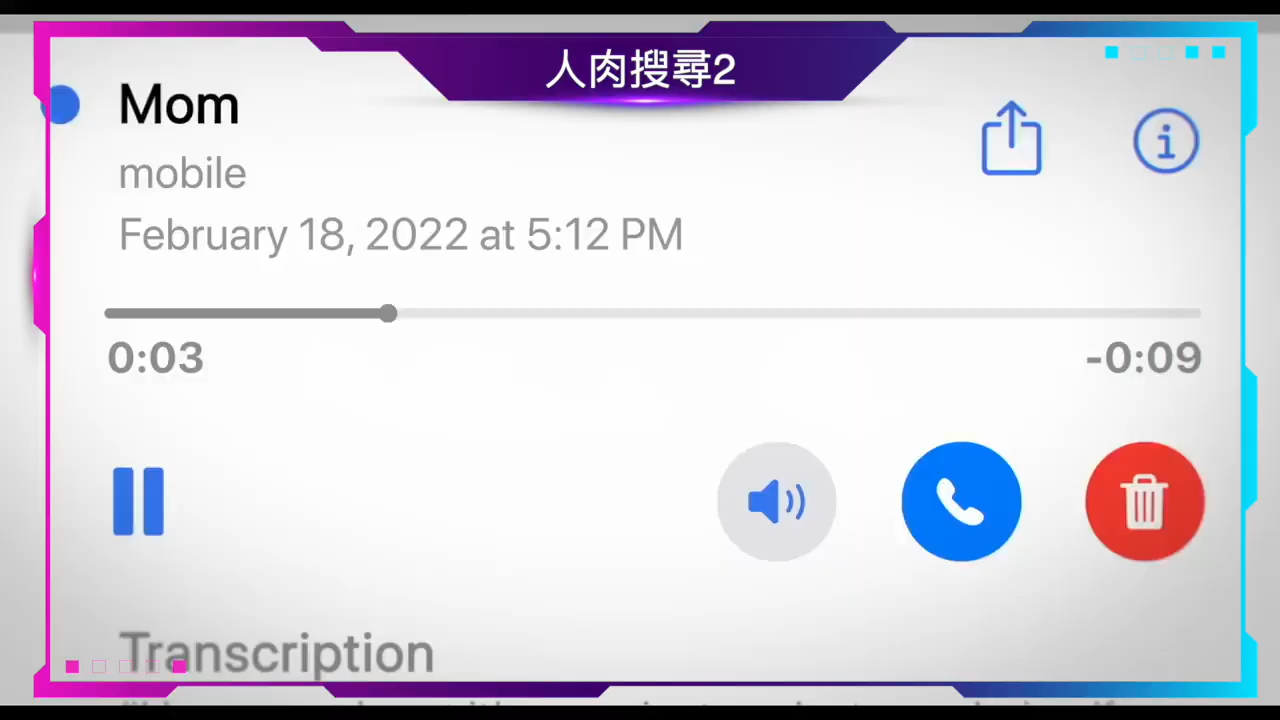 人肉搜尋2
Mom
mobile
February 18, 2022 at 5:12 PM
0:03
-0:09
Transcription